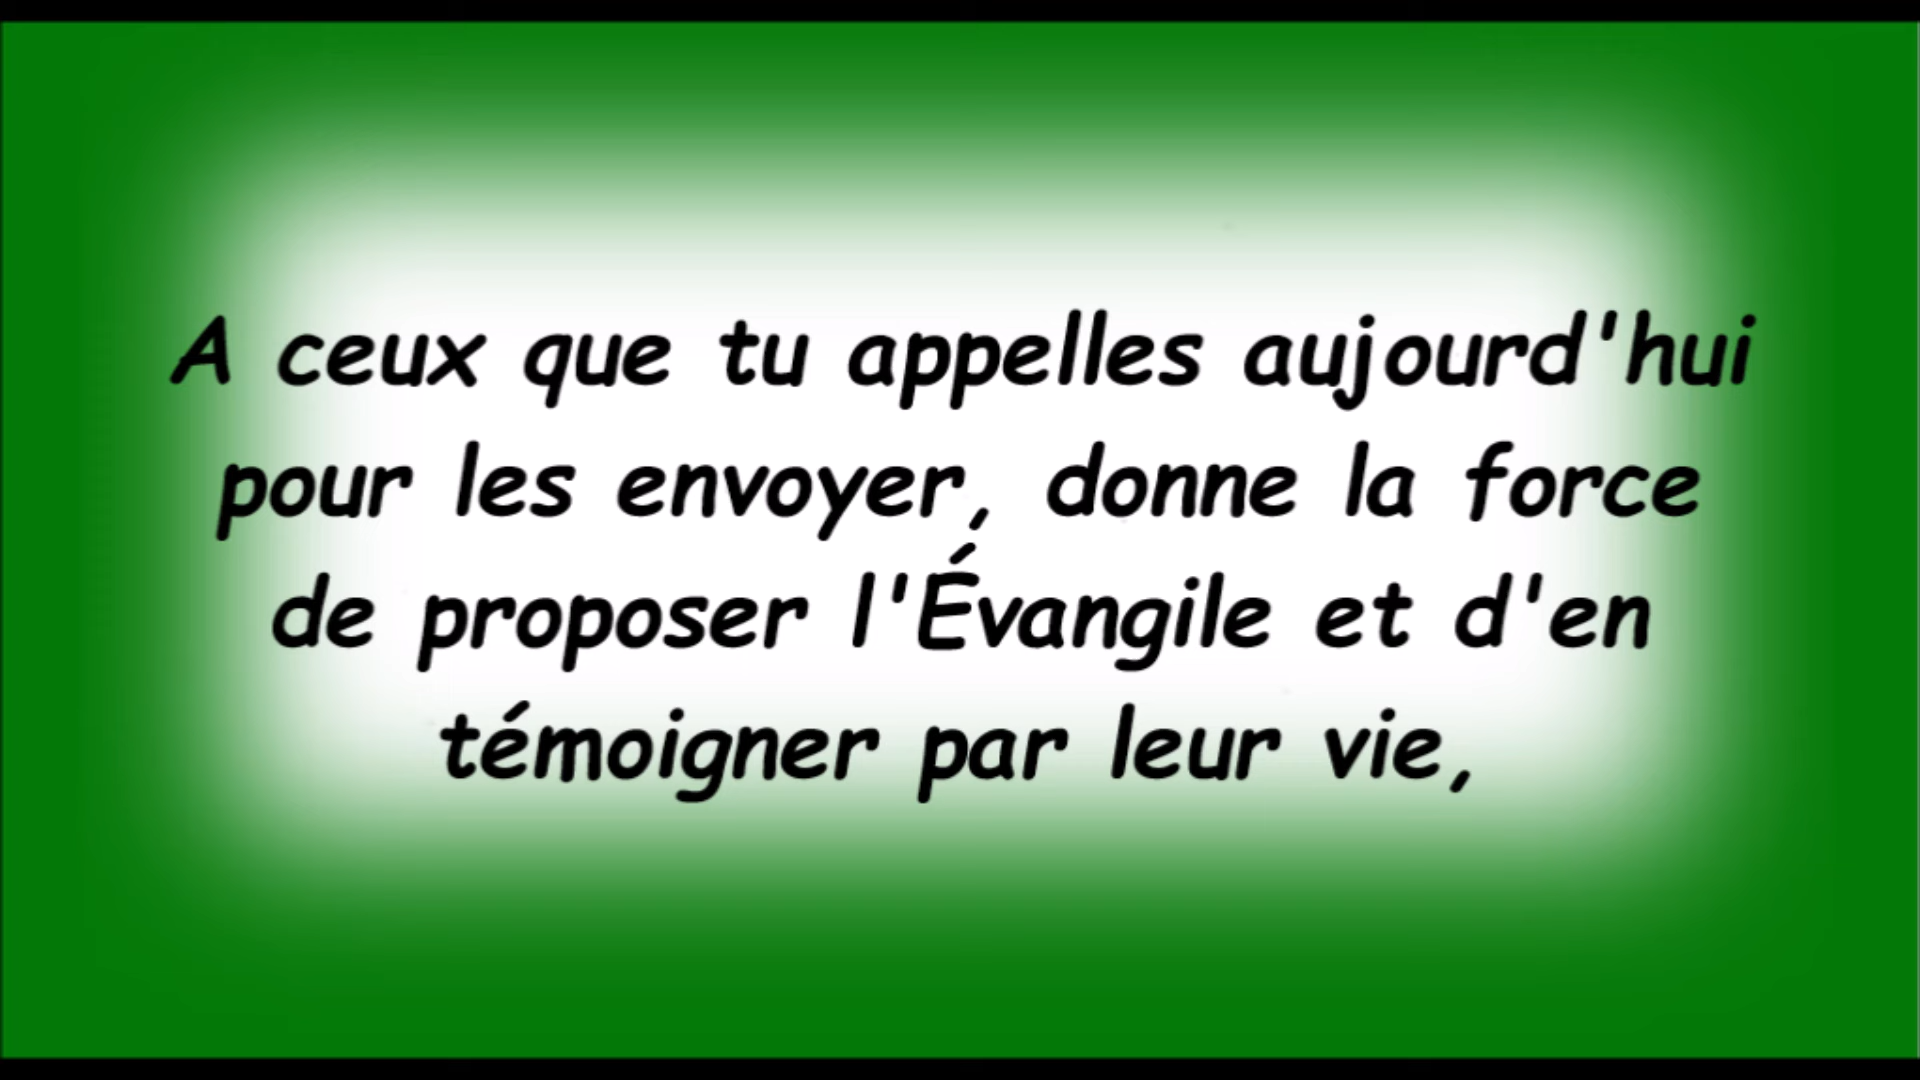 A ceux que tu appelles aujourd'hui
pour les envoyer, donne la force
de proposer l'Évangile et d'en
témoigner par leur vie,